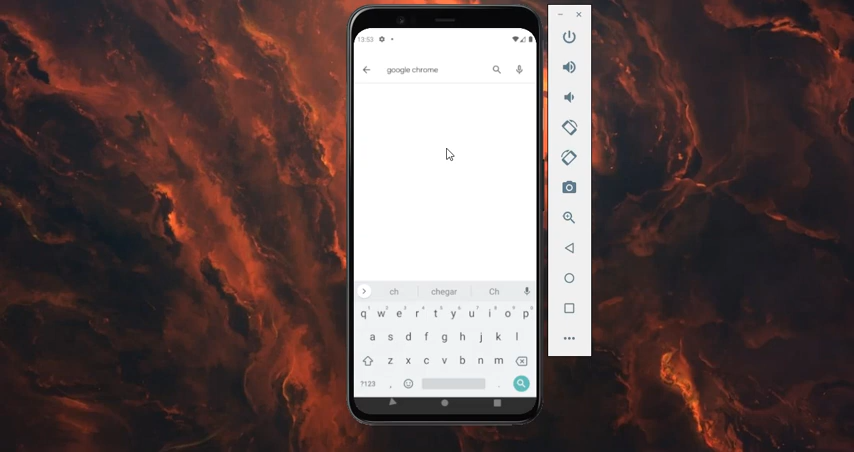 13:53
google chrome
ch chegar Ch
q w e r t y u i o p
a s d f g h j k l
z x c v b n m
?123 , .